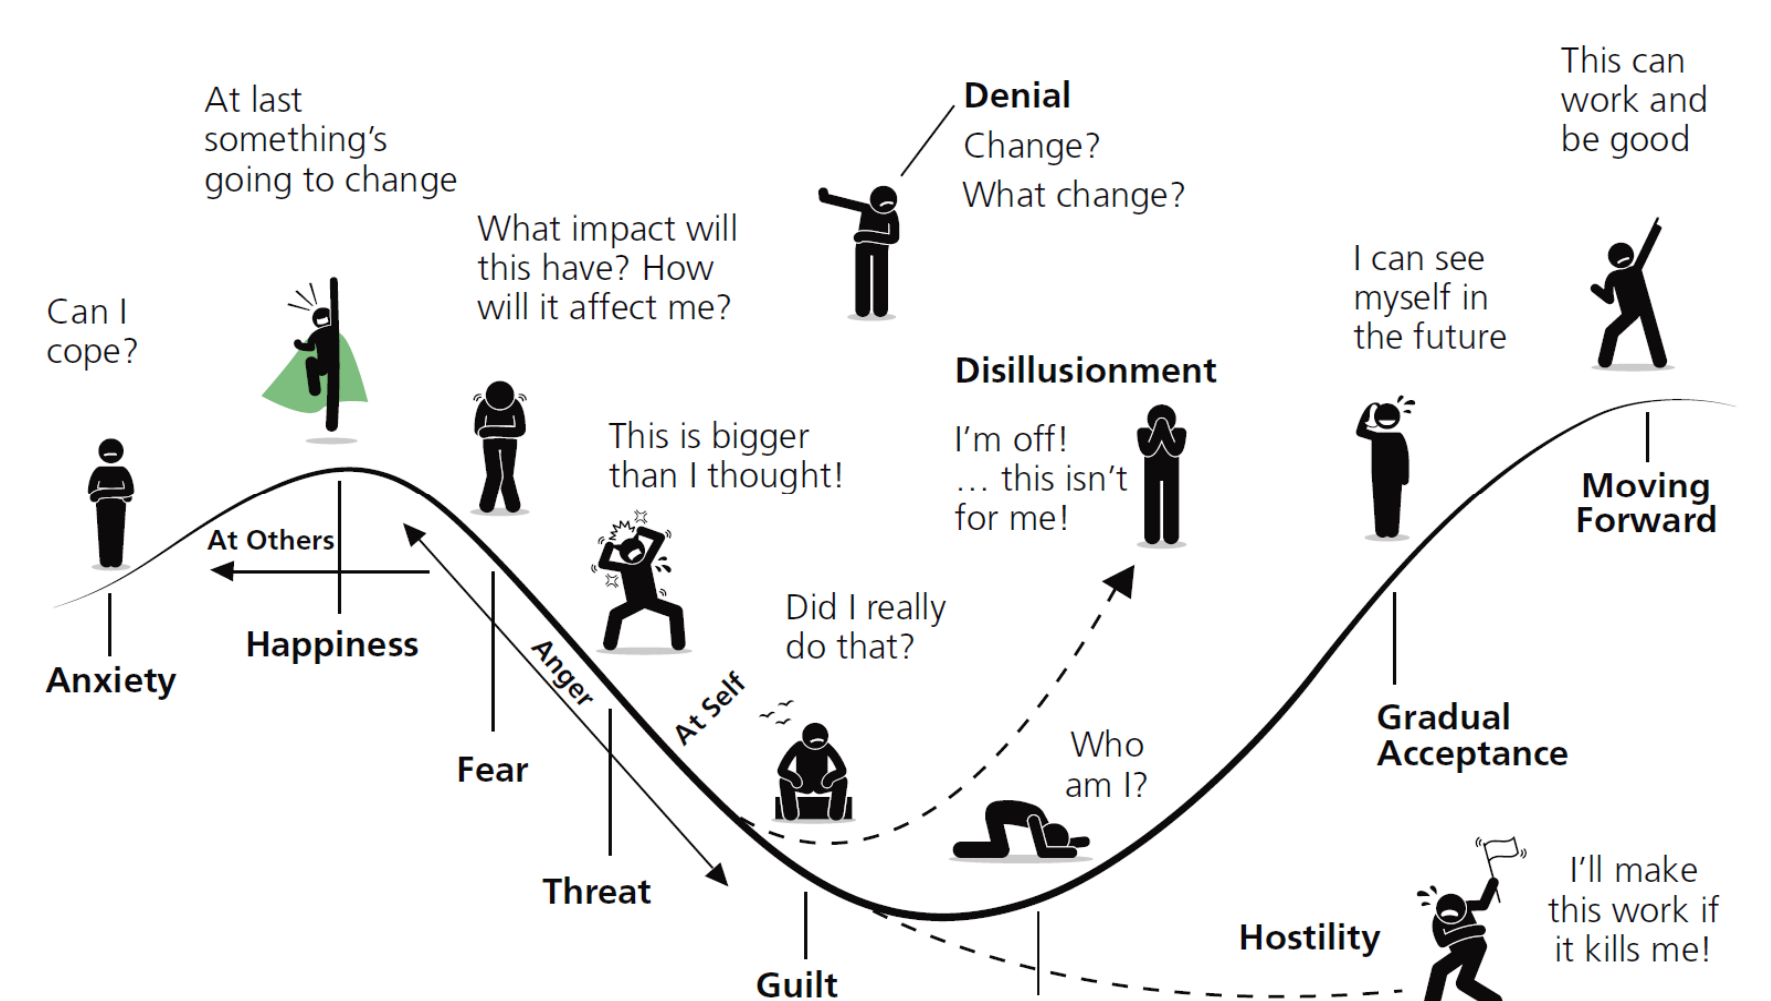 This can
work and
be good
At last
something's
going to change
Denial
Change?
What change?
What impact will
this have? How
will it affect me?
I can see
myself in
the future
Can I
cope?
Disillusionment
I'm off!
... this isn't
for me!
This is bigger
than I thought!
Moving
Forward
At Others
Happiness
Anxiety
Did I really
do that?
Anger
At Self
Fear
Who
am I?
Gradual
Acceptance
Threat
I'll make
this work if
it kills me!
Hostility
Guilt